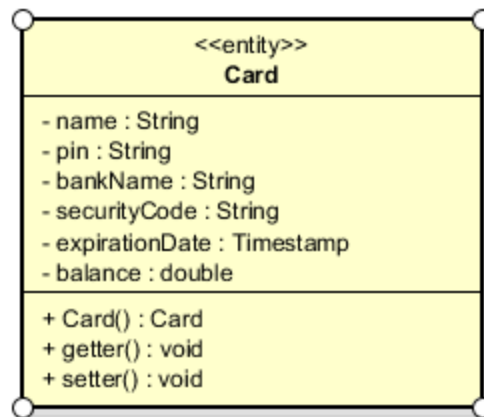 <<entity>>
Card
- name : String
- pin : String
- bankName : String
- securityCode : String
- expirationDate : Timestamp
- balance : double
+ Card() : Card
+ getter() : void
+ setter() : void